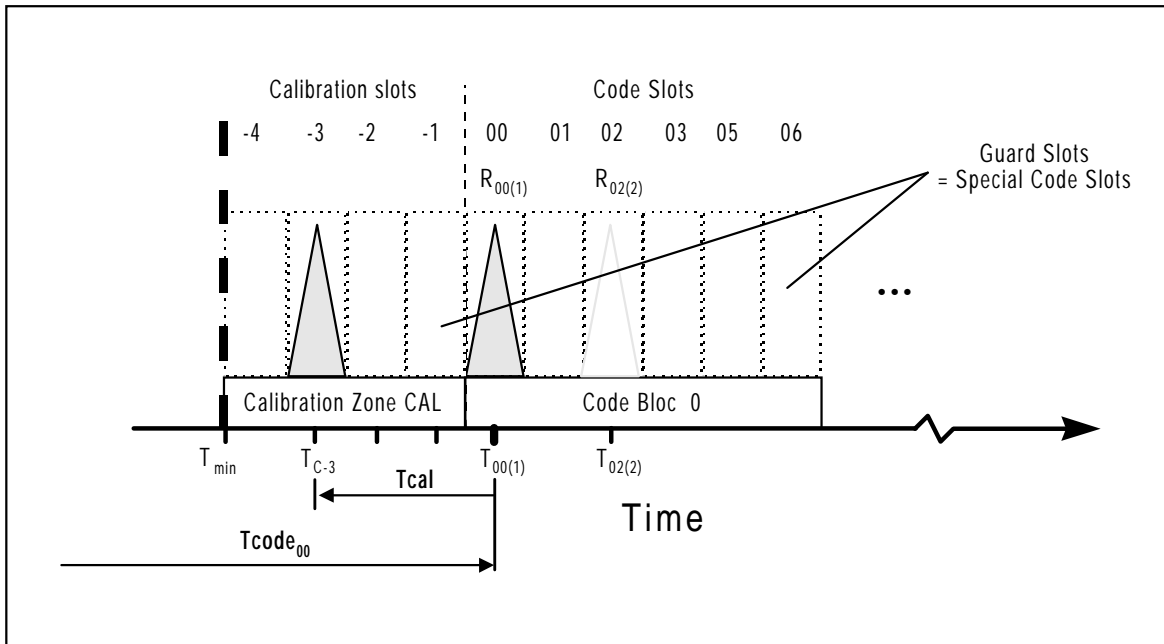 Calibration slots
Code Slots
-4 -3 -2 -1 00 01 02 03 05 06
Guard Slots
= Special Code Slots
R00(1) R02(2)
...
Calibration Zone CAL
Code Bloc 0
Tmin TC-3 T00(1) T02(2)
Tcal
Time
Tcode00